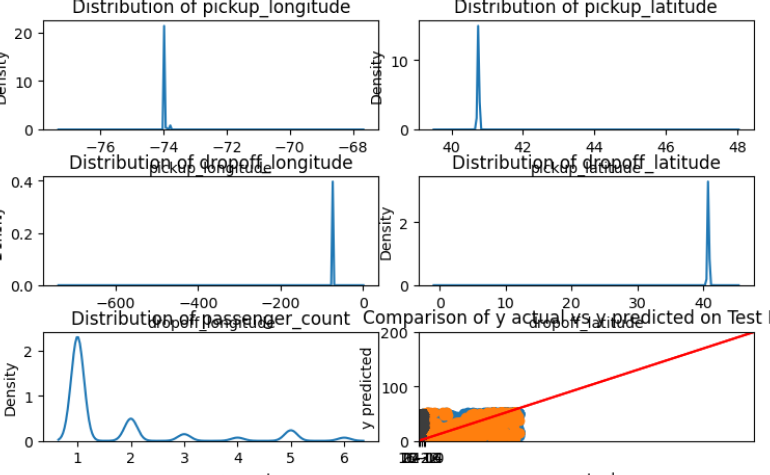 Distribution of pickup_longitude
Distribution of pickup_latitude
Density
20
10
0
−76 −74 −72 −70 −68
pickup_longitude
Density
10
0
40 42 44 46 48
pickup_latitude
Distribution of dropoff_longitude
Distribution of dropoff_latitude
Density
0.4
0.2
0.0
−600 −400 −200 0
dropoff_longitude
Density
2
0
0 10 20 30 40
dropoff_latitude
Distribution of passenger_count
Comparison of y actual vs y predicted on Test
Density
2
1
0
1 2 3 4 5 6
y predicted
200
100
0